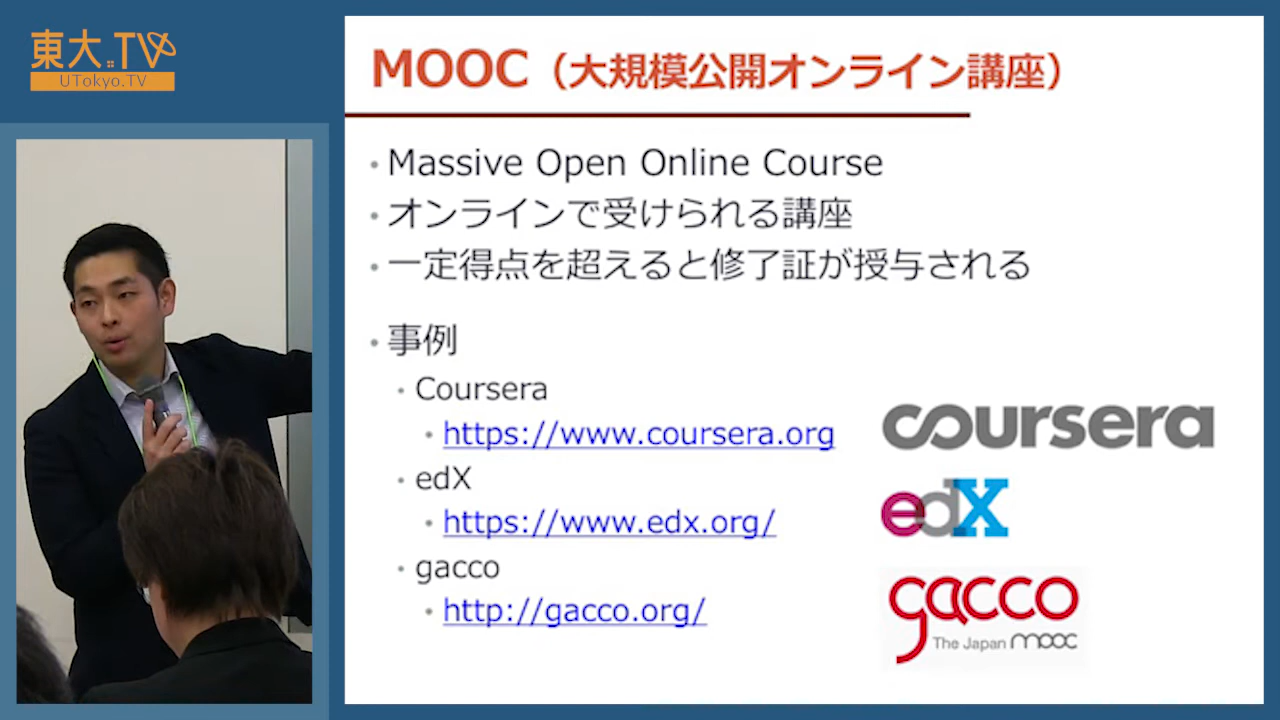 東大.TV
UTokyo.TV
MOOC（大規模公開オンライン講座）
・Massive Open Online Course
・オンラインで受けられる講座
・一定得点を超えると修了証が授与される
・事例
・Coursera
・https://www.coursera.org
・edX
・https://www.edx.org/
・gacco
・http://gacco.org/
coursera
edX
gacco
The Japan mooc